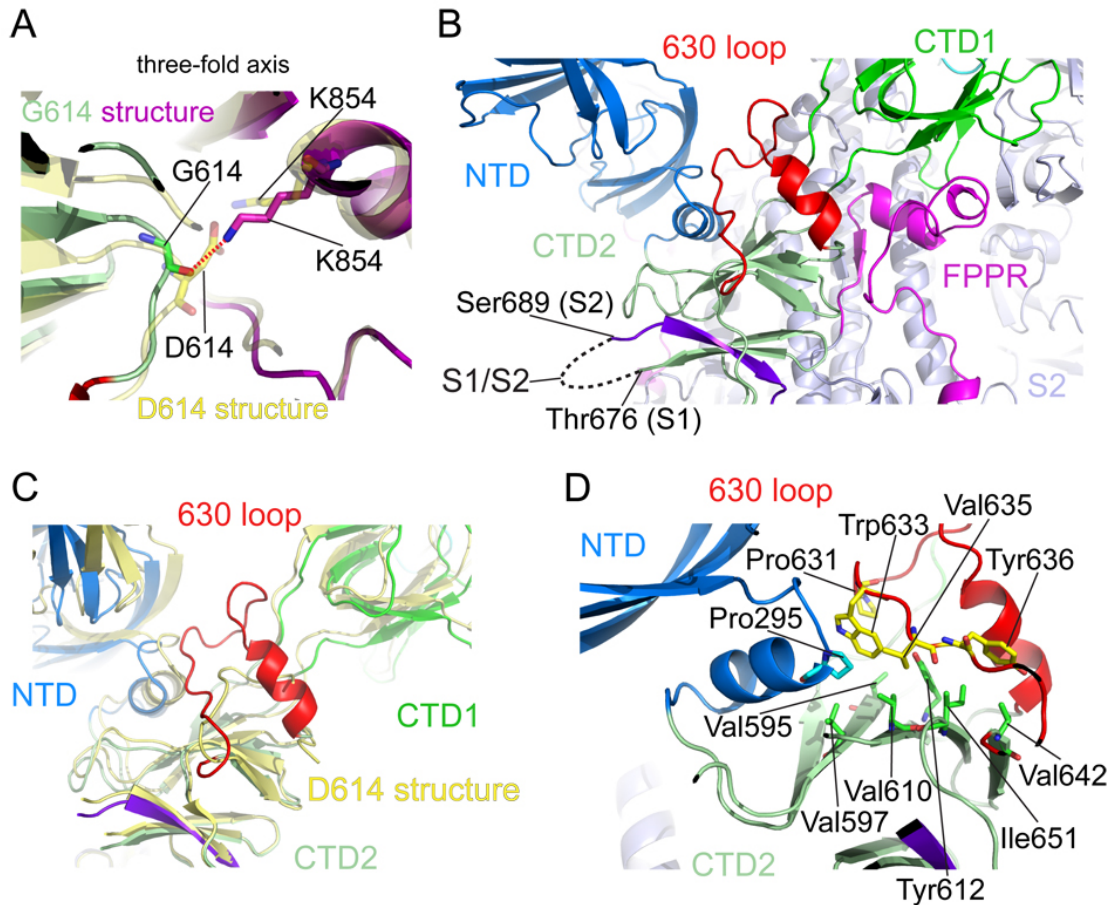 A
three-fold axis
K854
G614 structure
G614
K854
D614
D614 structure
B
630 loop
CTD1
NTD
CTD2
FPPR
Ser689 (S2)
S1/S2
S2
Thr676 (S1)
C
630 loop
NTD
CTD1
D614 structure
CTD2
D
630 loop
Val635
NTD
Trp633
Pro631
Tyr636
Pro295
Val595
Val642
Val610
Val597
Ile651
CTD2
Tyr612